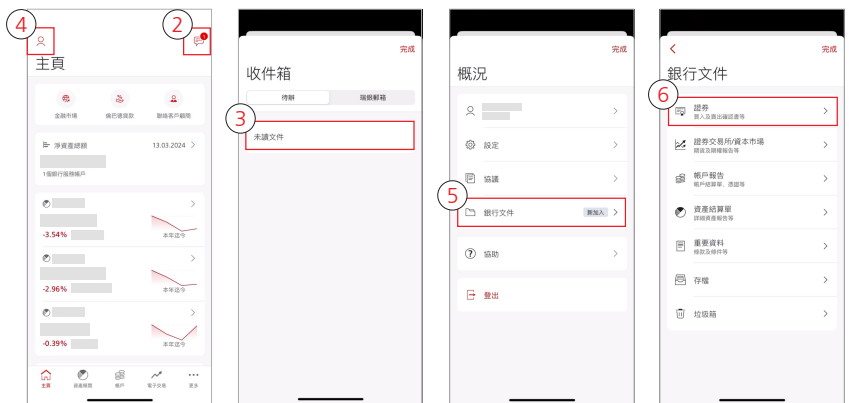 4
2
主頁
金融市場
倫巴德貸款
聯絡客戶顧問
淨資產總額
13.03.2024
1個銀行服務帳戶
-3.54%
本年迄今
-2.96%
本年迄今
-0.39%
本年迄今
主頁
資產概覽
帳戶
電子交易
更多
完成
收件箱
待辦
瑞銀郵箱
3
未讀文件
完成
概況
設定
協議
5
銀行文件
新加入
協助
登出
完成
銀行文件
6
證券
買入及賣出確認書等
證券交易所/資本市場
期貨及期權報告等
帳戶報告
帳戶結算單、憑證等
資產結算單
詳細資產報告等
重要資料
條款及條件等
存檔
垃圾箱